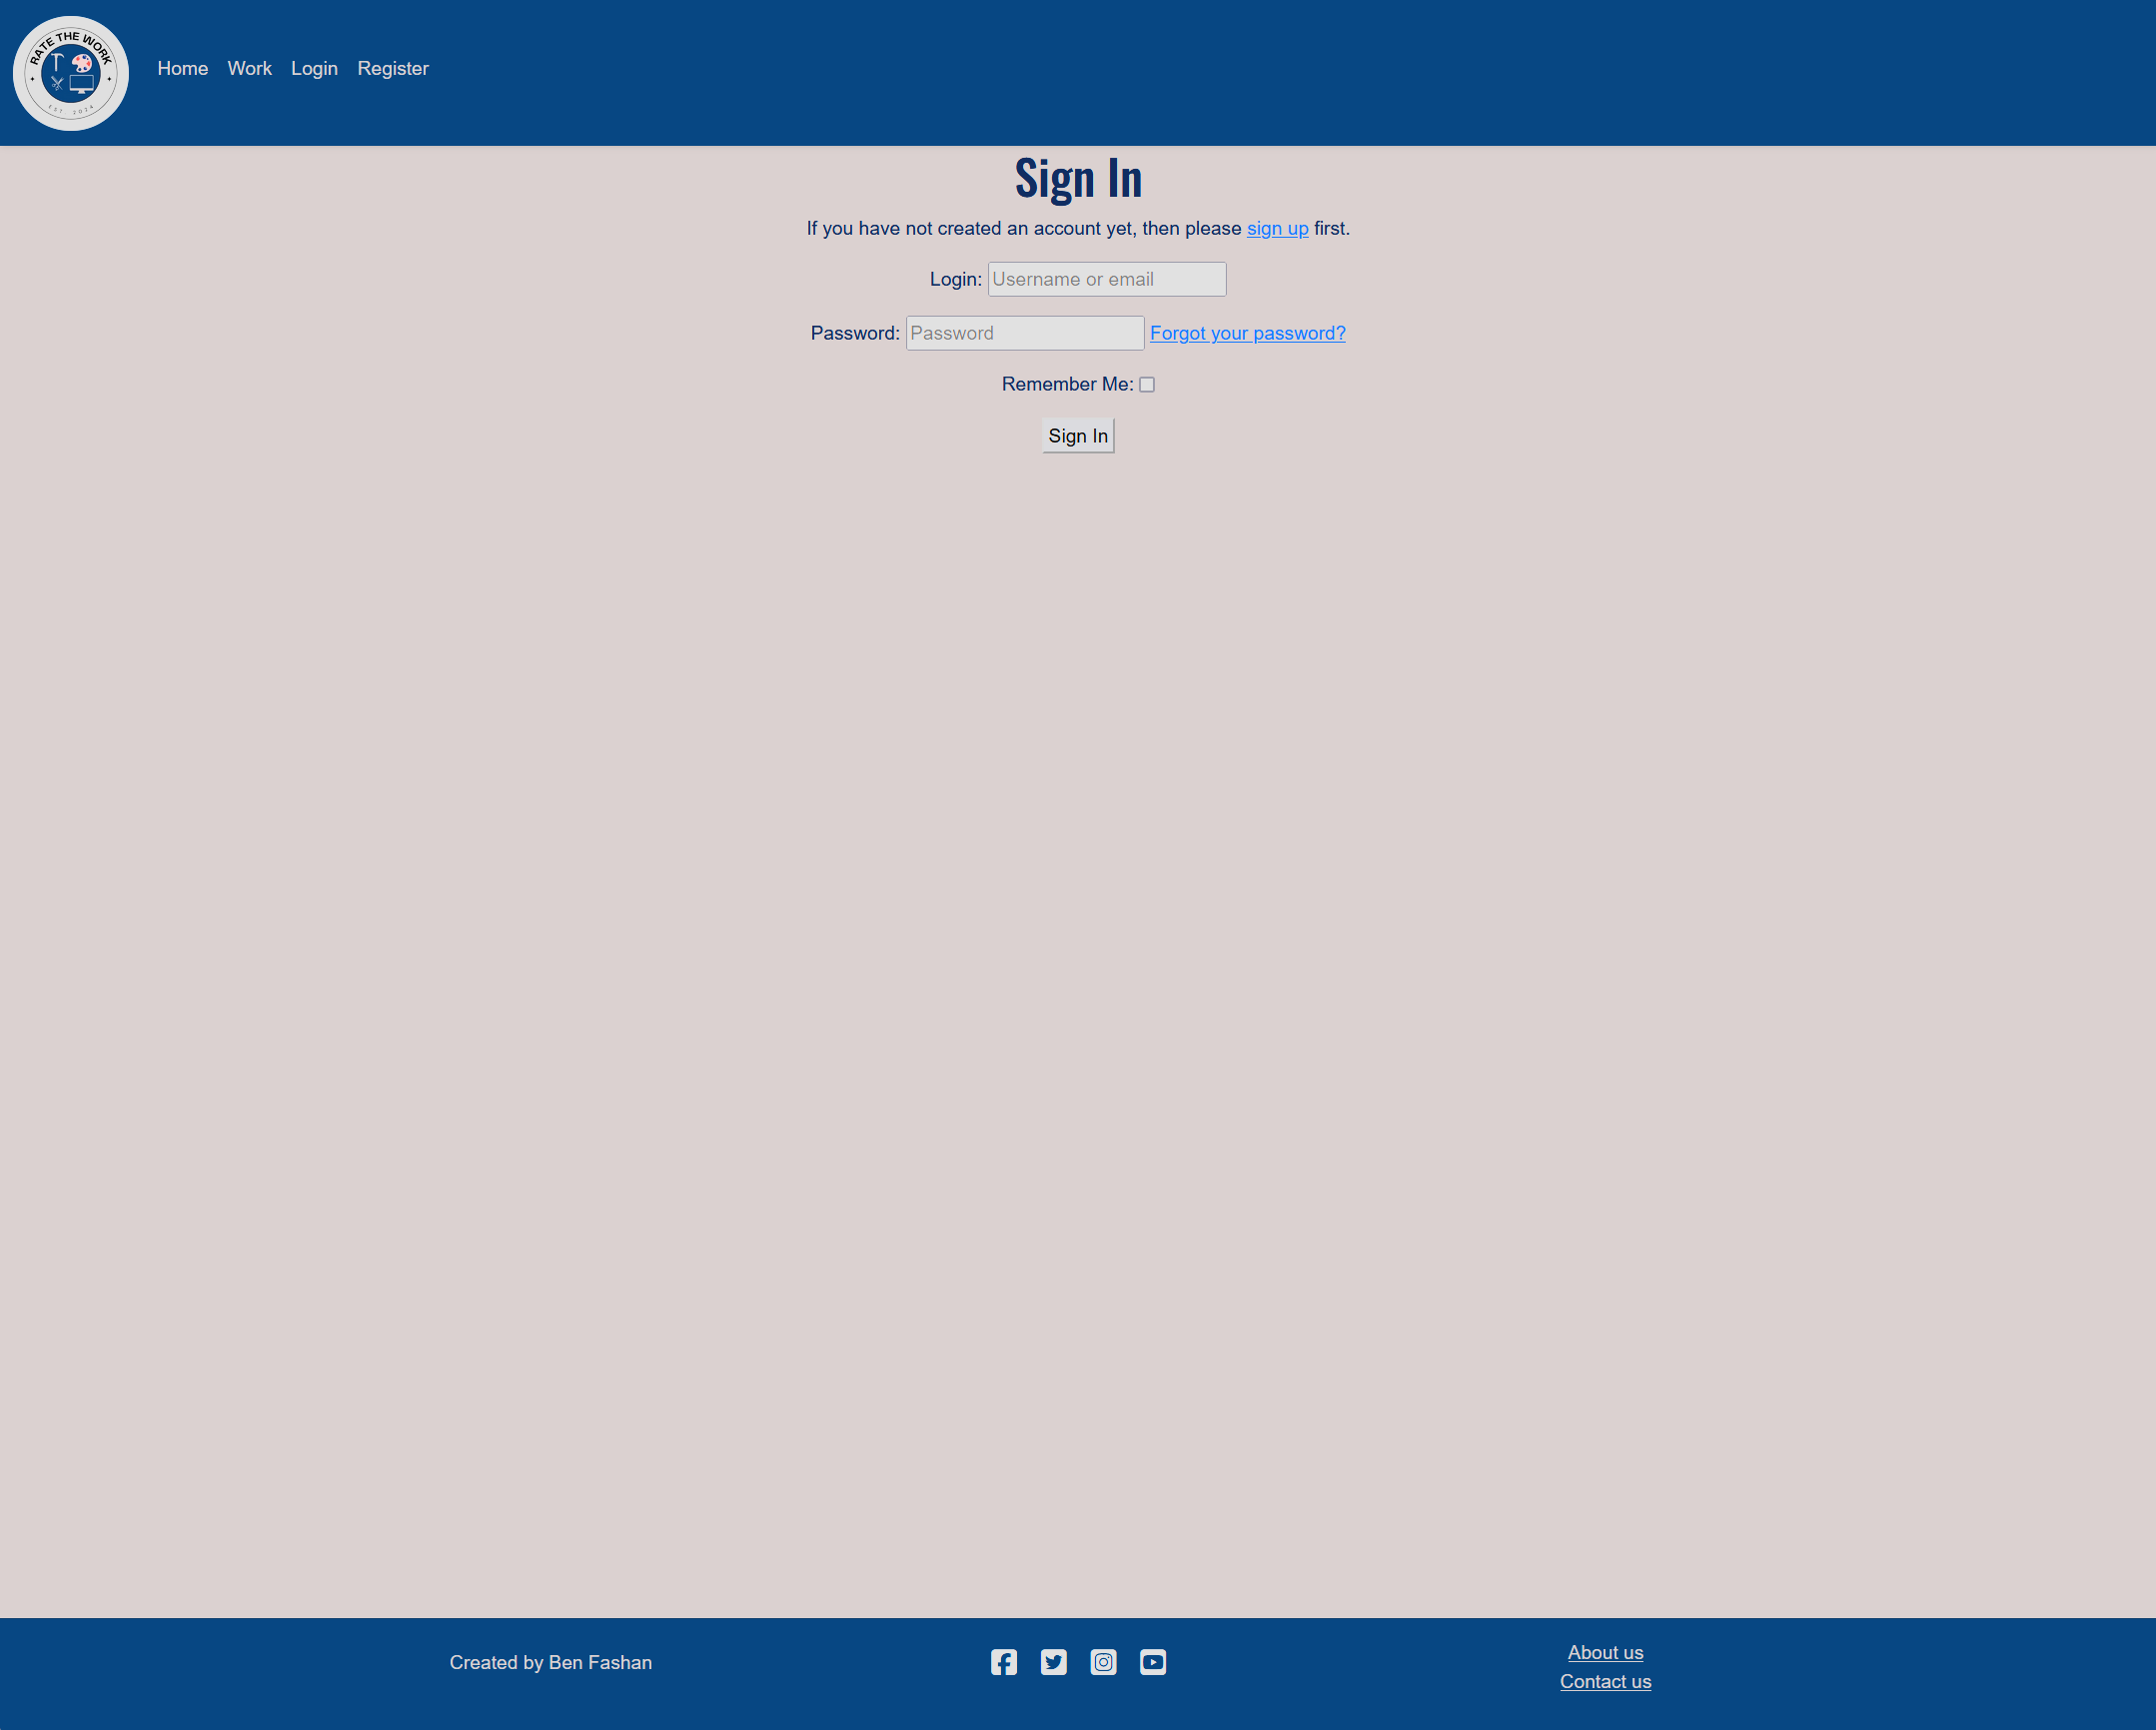 RATE THE WORK
EST. 2024
Home Work Login Register
Sign In
If you have not created an account yet, then please sign up first.
Login: Username or email
Password: Password Forgot your password?
Remember Me:
Sign In
Created by Ben Fashan
About us
Contact us